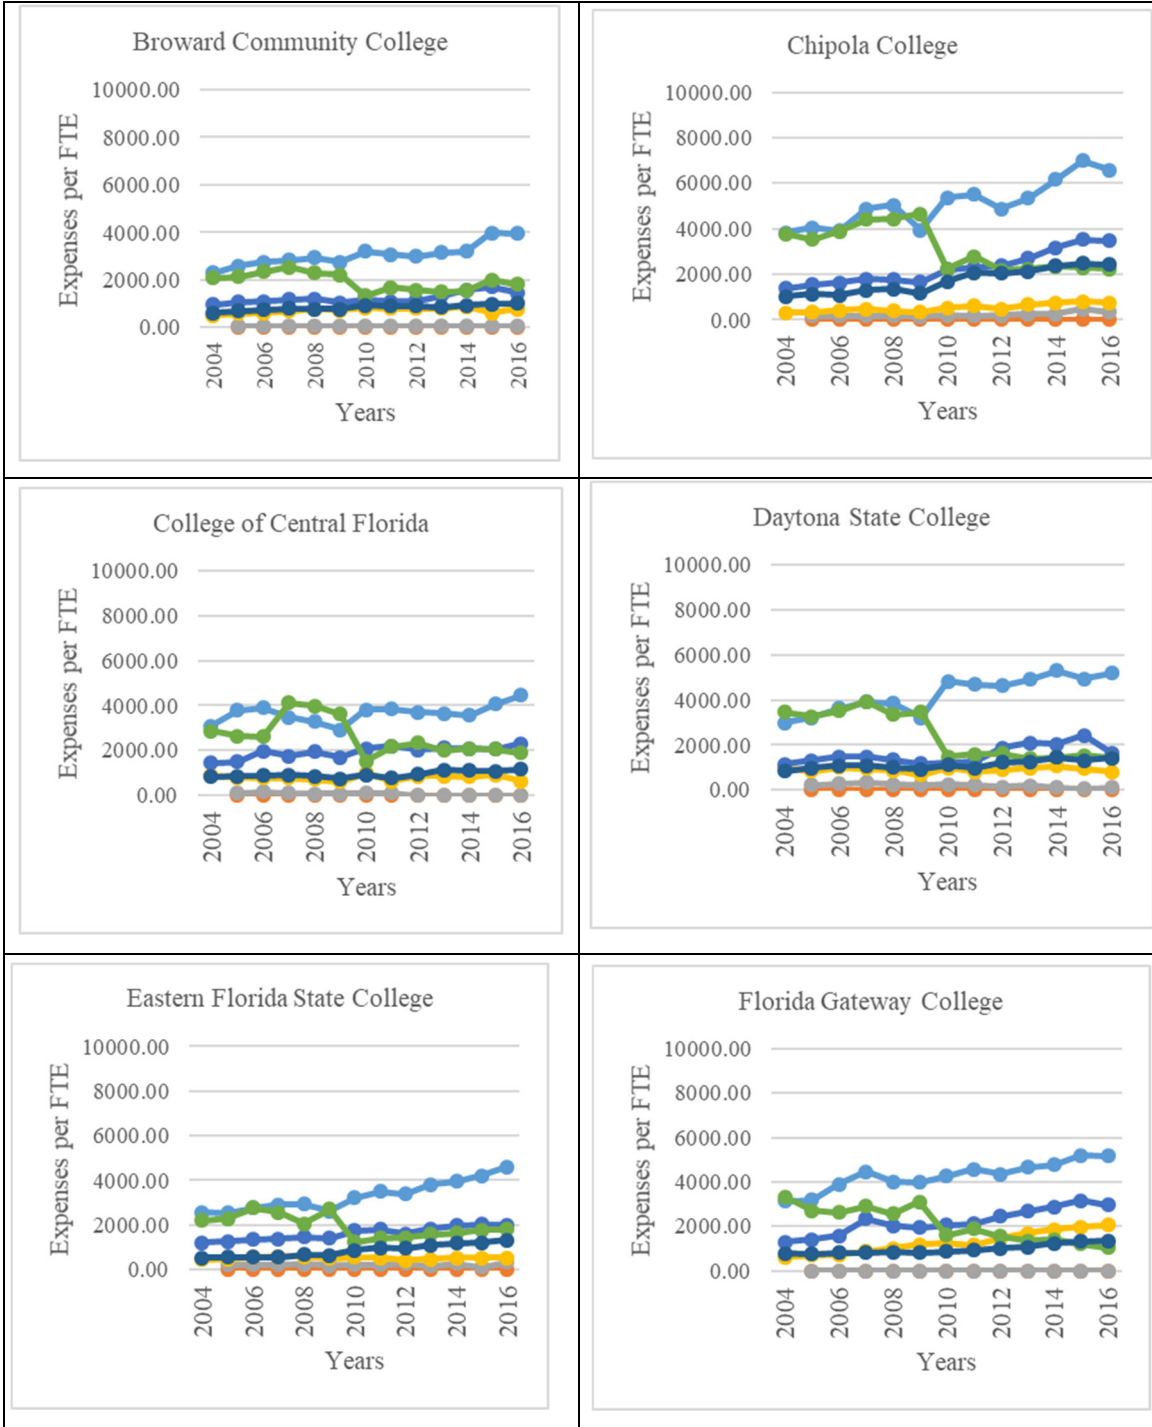 Broward Community College
10000.00
8000.00
6000.00
4000.00
2000.00
0.00
Expenses per FTE
2004 2006 2008 2010 2012 2014 2016
Years
Chipola College
10000.00
8000.00
6000.00
4000.00
2000.00
0.00
Expenses per FTE
2004 2006 2008 2010 2012 2014 2016
Years
College of Central Florida
10000.00
8000.00
6000.00
4000.00
2000.00
0.00
Expenses per FTE
2004 2006 2008 2010 2012 2014 2016
Years
Daytona State College
10000.00
8000.00
6000.00
4000.00
2000.00
0.00
Expenses per FTE
2004 2006 2008 2010 2012 2014 2016
Years
Eastern Florida State College
10000.00
8000.00
6000.00
4000.00
2000.00
0.00
Expenses per FTE
2004 2006 2008 2010 2012 2014 2016
Years
Florida Gateway College
10000.00
8000.00
6000.00
4000.00
2000.00
0.00
Expenses per FTE
2004 2006 2008 2010 2012 2014 2016
Years